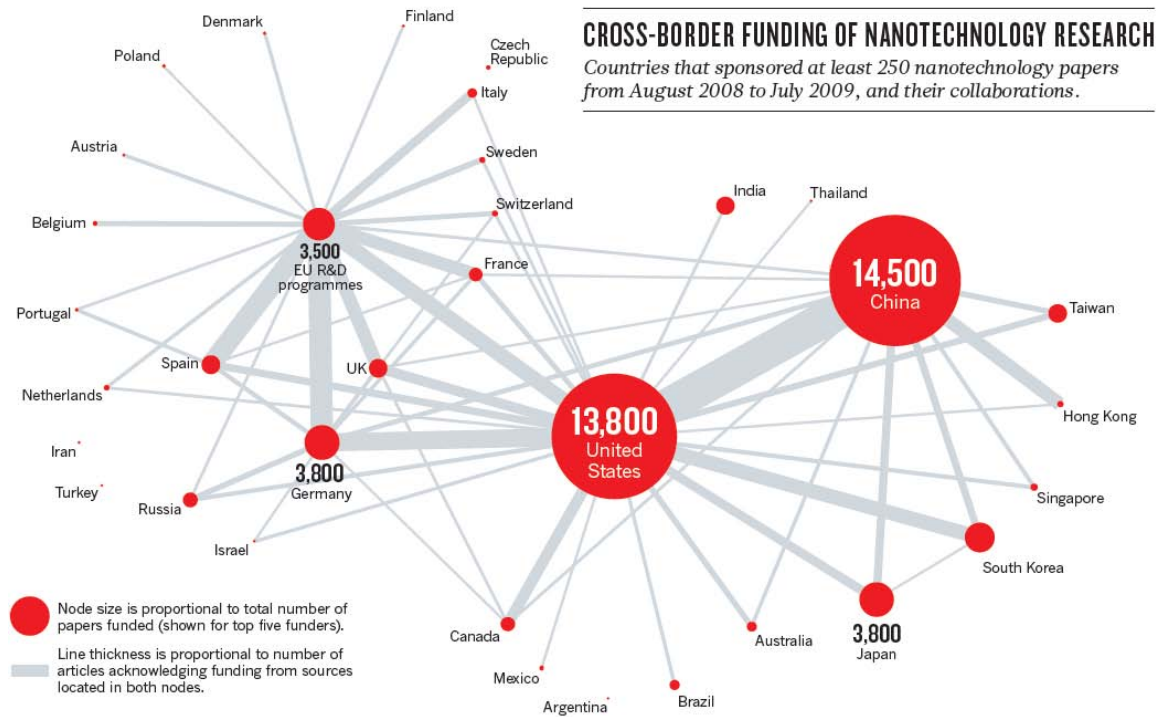 CROSS-BORDER FUNDING OF NANOTECHNOLOGY RESEARCH
Countries that sponsored at least 250 nanotechnology papers
from August 2008 to July 2009, and their collaborations.
Denmark
Finland
Poland
Czech
Republic
Italy
Austria
Sweden
Belgium
Switzerland
3,500
EU R&D
programmes
France
India
Thailand
14,500
China
Taiwan
Portugal
Spain
UK
Netherlands
13,800
United
States
Hong Kong
Iran
Turkey
3,800
Germany
Russia
Israel
Singapore
South Korea
Canada
Australia
3,800
Japan
Mexico
Argentina
Brazil
Node size is proportional to total number of
papers funded (shown for top five funders).
Line thickness is proportional to number of
articles acknowledging funding from sources
located in both nodes.